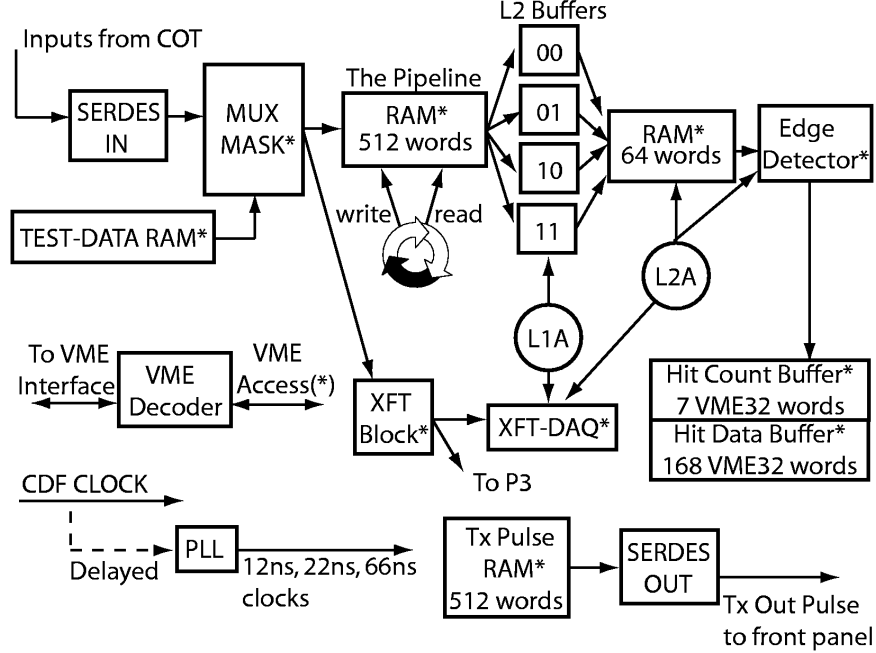 Inputs from COT
SERDES
IN
MUX
MASK*
TEST-DATA RAM*
The Pipeline
RAM*
512 words
write
read
L2 Buffers
00
01
10
11
RAM*
64 words
Edge
Detector*
L1A
L2A
To VME
Interface
VME
Decoder
VME
Access(*)
XFT
Block*
XFT-DAQ*
To P3
Hit Count Buffer*
7 VME32 words
Hit Data Buffer*
168 VME32 words
CDF CLOCK
Delayed
PLL
12ns, 22ns, 66ns
clocks
Tx Pulse
RAM*
512 words
SERDES
OUT
Tx Out Pulse
to front panel